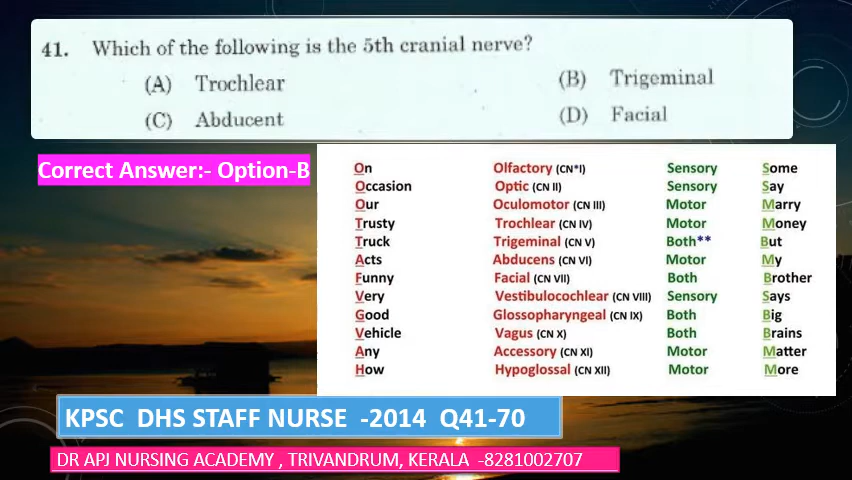 41. Which of the following is the 5th cranial nerve?
(A) Trochlear (B) Trigeminal
(C) Abducent (D) Facial
Correct Answer:- Option-B
On Olfactory (CN*I) Sensory Some
Occasion Optic (CN II) Sensory Say
Our Oculomotor (CN III) Motor Marry
Trusty Trochlear (CN IV) Motor Money
Truck Trigeminal (CN V) Both** But
Acts Abducens (CN VI) Motor My
Funny Facial (CN VII) Both Brother
Very Vestibulocochlear (CN VIII) Sensory Says
Good Glossopharyngeal (CN IX) Both Big
Vehicle Vagus (CN X) Both Brains
Any Accessory (CN XI) Motor Matter
How Hypoglossal (CN XII) Motor More
KPSC DHS STAFF NURSE -2014 Q41-70
DR APJ NURSING ACADEMY , TRIVANDRUM, KERALA -8281002707